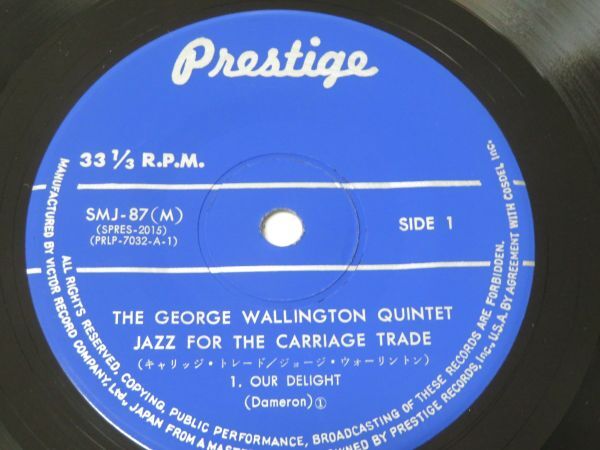 Prestige
33 1/3 R.P.M.
SMJ-87(M)
(SPRES-2015)
(PRLP-7032-A-1)
SIDE 1
THE GEORGE WALLINGTON QUINTET
JAZZ FOR THE CARRIAGE TRADE
(キャリッジ・トレード/ジョージ・ウォーリントン)
1. OUR DELIGHT
(Dameron)①
MANUFACTURED BY VICTOR RECORD COMPANY, Ltd., JAPAN FROM A MASTER OWNED BY PRESTIGE RECORDS, Inc., U.S.A. BY AGREEMENT WITH COSDEL Inc.
ALL RIGHTS RESERVED. COPYING, PUBLIC PERFORMANCE, BROADCASTING OF THESE RECORDS ARE FORBIDDEN.